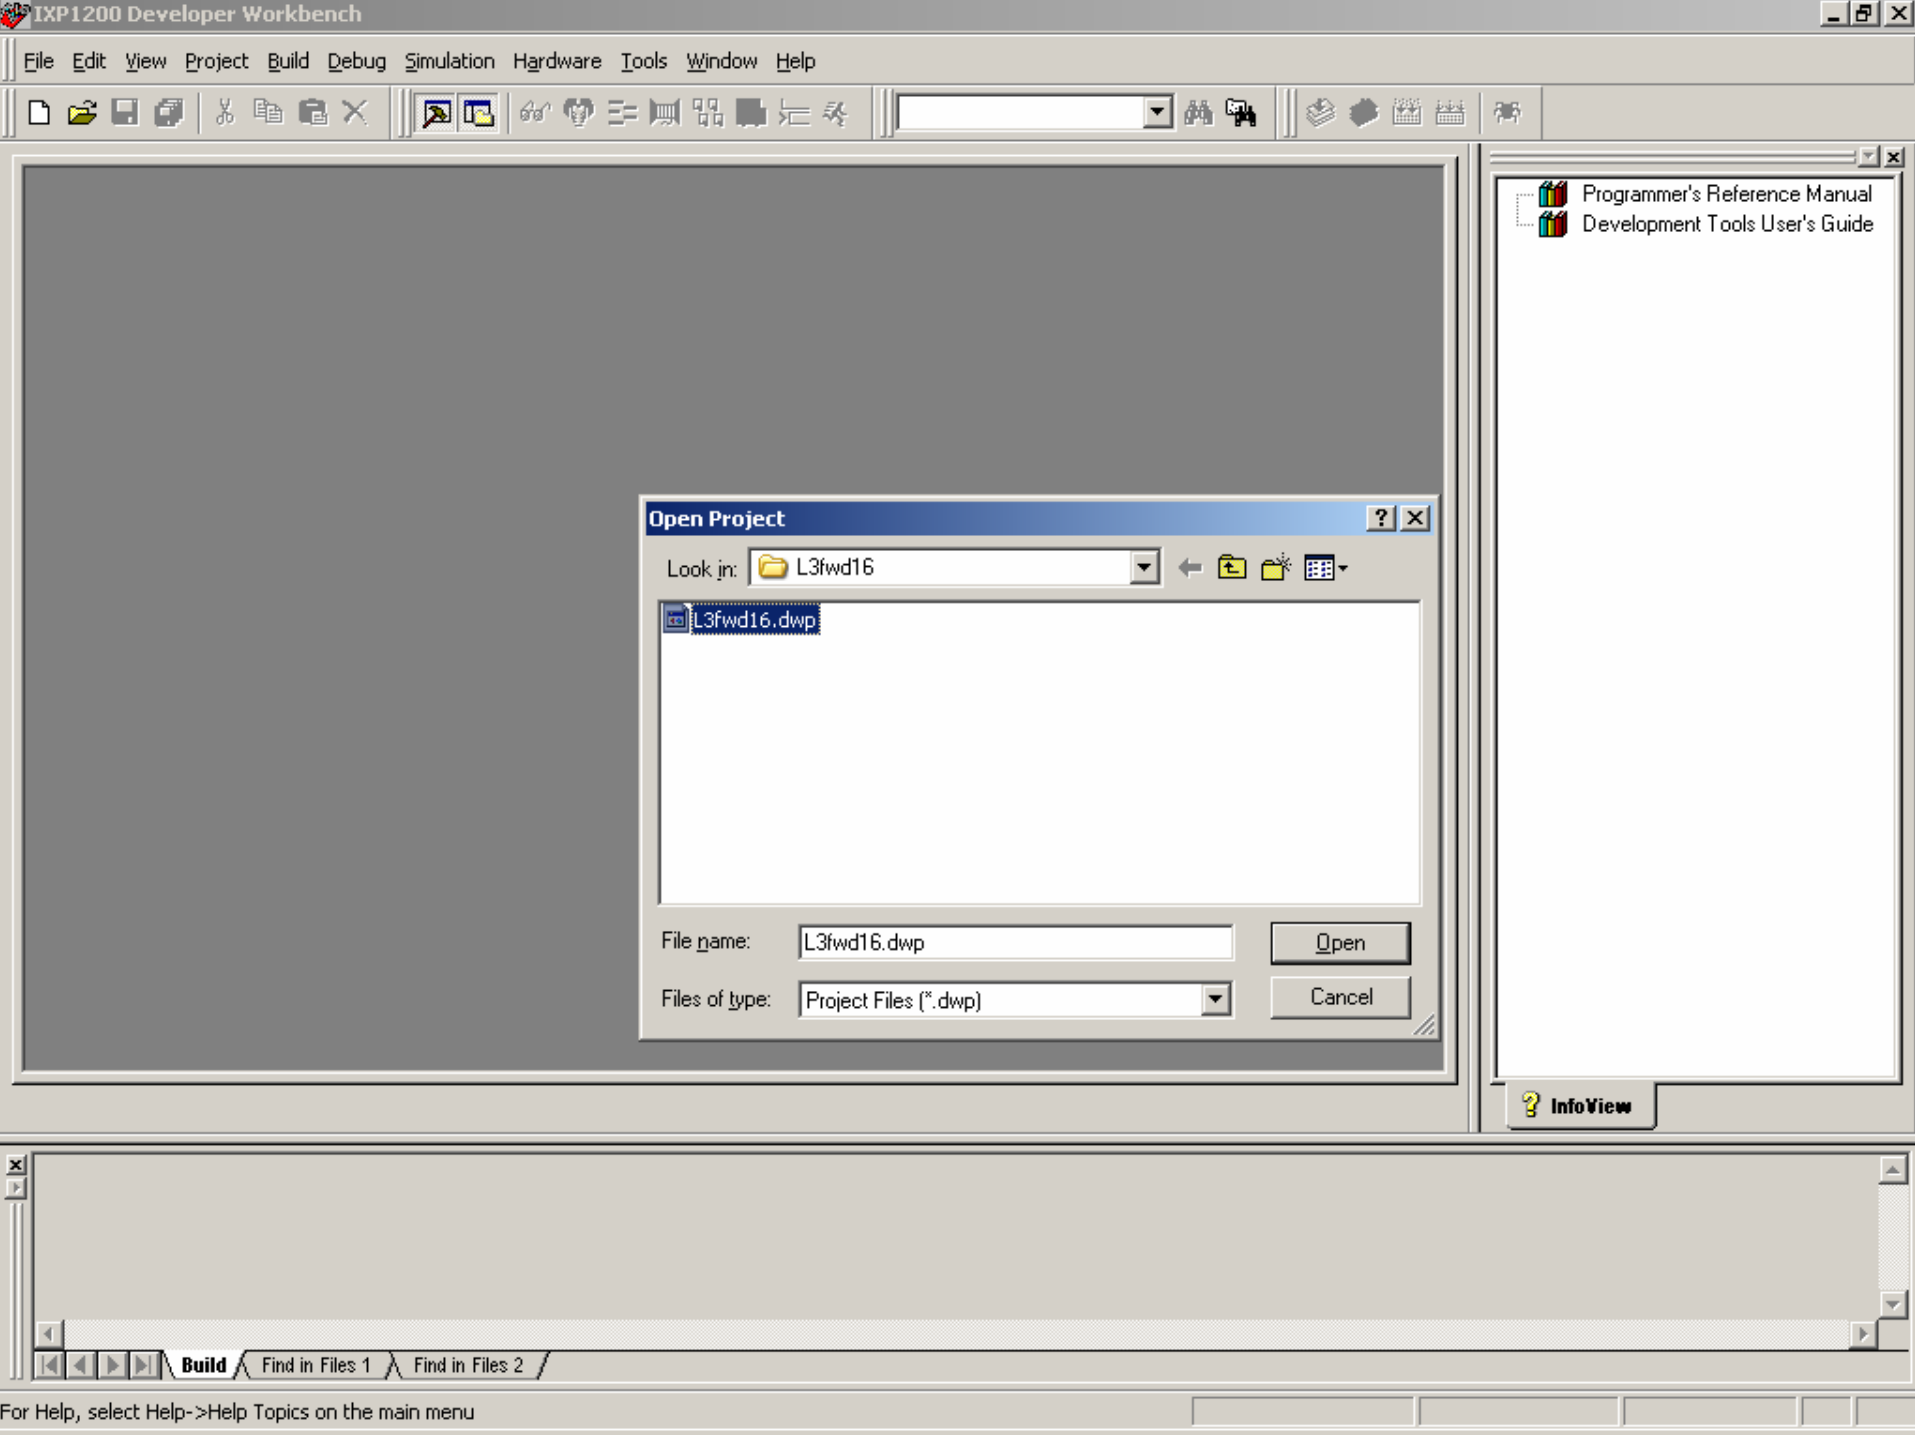 IXP1200 Developer Workbench
File Edit View Project Build Debug Simulation Hardware Tools Window Help
Programmer's Reference Manual
Development Tools User's Guide
Open Project
Look in: L3fwd16
L3fwd16.dwp
File name: L3fwd16.dwp Open
Files of type: Project Files (*.dwp) Cancel
InfoView
Build Find in Files 1 Find in Files 2
For Help, select Help->Help Topics on the main menu